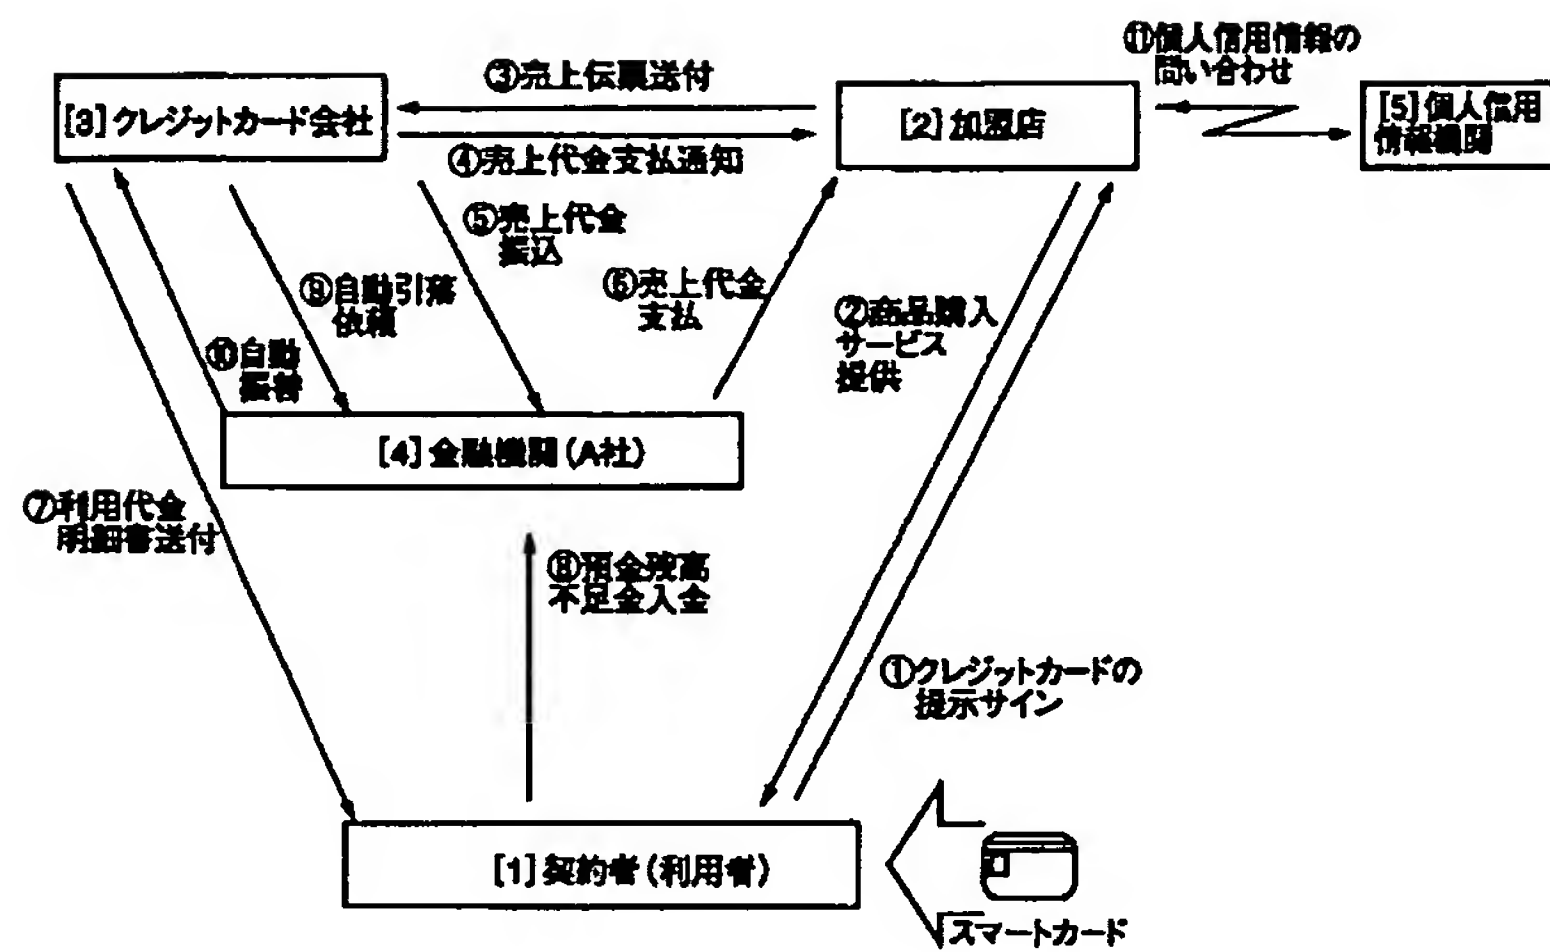 ⑪個人信用情報の
問い合わせ
③売上伝票送付
[3]クレジットカード会社
[2]加盟店
[5]個人信用
情報機関
④売上代金支払通知
⑤売上代金
振込
⑨自動引落
依頼
⑥売上代金
支払
②商品購入
サービス
提供
⑩自動
振替
[4]金融機関(A社)
⑦利用代金
明細書送付
⑧預金残高
不足金入金
①クレジットカードの
提示サイン
[1]契約者(利用者)
スマートカード